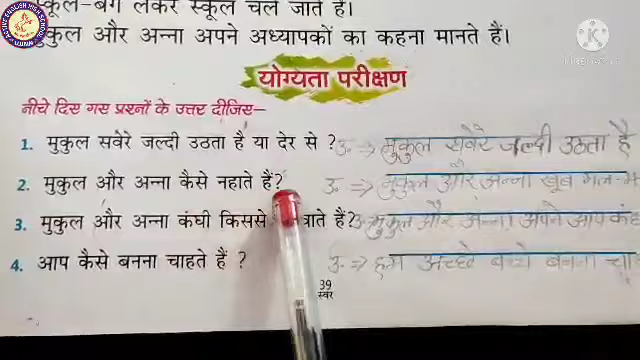 स्कूल-बैग लेकर स्कूल चले जाते हैं।
मुकुल और अन्ना अपने अध्यापकों का कहना मानते हैं।
योग्यता परीक्षण
नीचे दिए गए प्रश्नों के उत्तर दीजिए–
1. मुकुल सवेरे जल्दी उठता है या देर से ? उ. ⇒ मुकुल सवेरे जल्दी उठता है
2. मुकुल और अन्ना कैसे नहाते हैं? उ. ⇒ मुकुल और अन्ना खूब मल-म
3. मुकुल और अन्ना कंघी किससे वाते हैं? उ. मुकुल और अन्ना अपने आप कं
4. आप कैसे बनना चाहते हैं ? उ. ⇒ हम अच्छे बच्चे बनना चा
39
स्वर